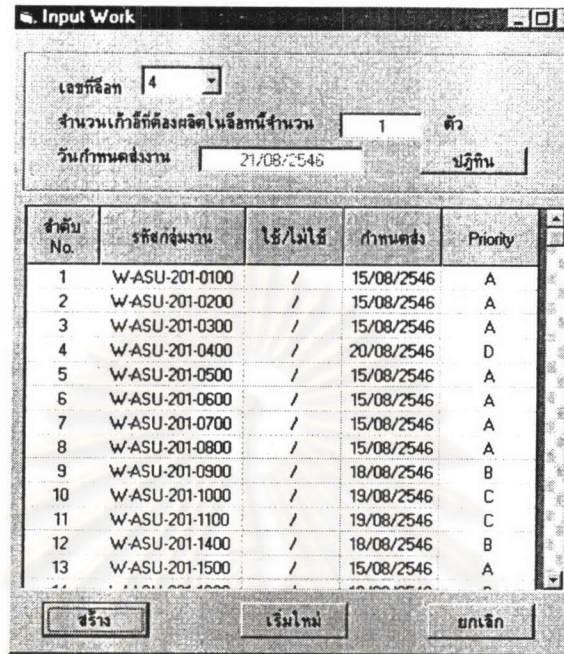 Input Work
เลขที่ล็อท 4
จำนวนเก้าอี้ที่ต้องผลิตในล็อทนี้จำนวน 1 ตัว
วันกำหนดส่งงาน 21/08/2546 ปฏิทิน
ลำดับ No. รหัสกลุ่มงาน ใช้/ไม่ใช้ กำหนดส่ง Priority
1 W-ASU-201-0100 / 15/08/2546 A
2 W-ASU-201-0200 / 15/08/2546 A
3 W-ASU-201-0300 / 15/08/2546 A
4 W-ASU-201-0400 / 20/08/2546 D
5 W-ASU-201-0500 / 15/08/2546 A
6 W-ASU-201-0600 / 15/08/2546 A
7 W-ASU-201-0700 / 15/08/2546 A
8 W-ASU-201-0800 / 15/08/2546 A
9 W-ASU-201-0900 / 18/08/2546 B
10 W-ASU-201-1000 / 19/08/2546 C
11 W-ASU-201-1100 / 19/08/2546 C
12 W-ASU-201-1400 / 18/08/2546 B
13 W-ASU-201-1500 / 15/08/2546 A
สร้าง เริ่มใหม่ ยกเลิก